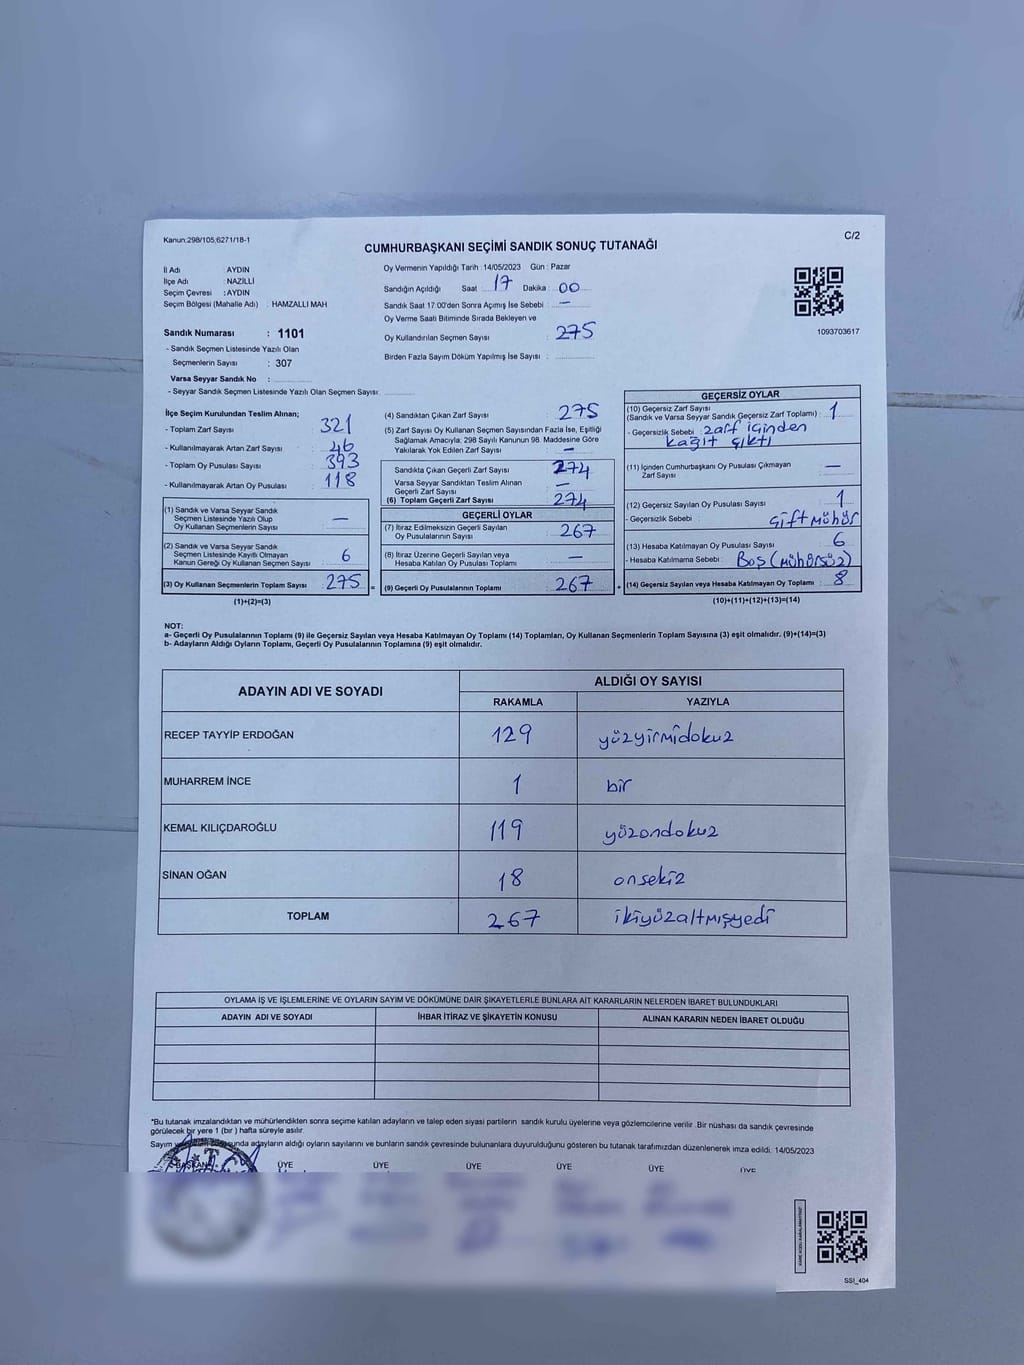 Kanun:298/105;6271/18-1
C/2
CUMHURBAŞKANI SEÇİMİ SANDIK SONUÇ TUTANAĞI
İl Adı : AYDIN
İlçe Adı : NAZİLLİ
Seçim Çevresi : AYDIN
Seçim Bölgesi (Mahalle Adı) : HAMZALLI MAH
Sandık Numarası : 1101
- Sandık Seçmen Listesinde Yazılı Olan
Seçmenlerin Sayısı : 307
Varsa Seyyar Sandık No :
- Seyyar Sandık Seçmen Listesinde Yazılı Olan Seçmen Sayısı
Oy Vermenin Yapıldığı Tarih :14/05/2023 Gün : Pazar
Sandığın Açıldığı Saat 17 Dakika : 00
Sandık Saat 17.00'den Sonra Açımış İse Sebebi : —
Oy Verme Saati Bitiminde Sırada Bekleyen ve
Oy Kullandırılan Seçmen Sayısı : 275
Birden Fazla Sayım Döküm Yapılmış İse Sayısı :
1093703617
İlçe Seçim Kurulundan Teslim Alınan;
- Toplam Zarf Sayısı : 321
- Kullanılmayarak Artan Zarf Sayısı : 46
- Toplam Oy Pusulası Sayısı : 393
- Kullanılmayarak Artan Oy Pusulası : 118
(1) Sandık ve Varsa Seyyar Sandık
Seçmen Listesinde Yazılı Olup
Oy Kullanan Seçmenlerin Sayısı —
(2) Sandık ve Varsa Seyyar Sandık
Seçmen Listesinde Kayıtlı Olmayan
Kanun Gereği Oy Kullanan Seçmen Sayısı 6
(3) Oy Kullanan Seçmenlerin Toplam Sayısı 275 =
(1)+(2)=(3)
(4) Sandıktan Çıkan Zarf Sayısı : 275
(5) Zarf Sayısı Oy Kullanan Seçmen Sayısından Fazla İse, Eşitliği
Sağlamak Amacıyla, 298 Sayılı Kanunun 98. Maddesine Göre
Yakılarak Yok Edilen Zarf Sayısı : —
Sandıkta Çıkan Geçerli Zarf Sayısı 274
Varsa Seyyar Sandıktan Teslim Alınan
Geçerli Zarf Sayısı —
(6) Toplam Geçerli Zarf Sayısı 274
GEÇERLİ OYLAR
(7) İtiraz Edilmeksizin Geçerli Sayılan
Oy Pusulasının Sayısı 267
(8) İtiraz Üzerine Geçerli Sayılan veya
Hesaba Katılan Oy Pusulası Toplamı —
(9) Geçerli Oy Pusulalarının Toplamı 267 +
GEÇERSİZ OYLAR
(10) Geçersiz Zarf Sayısı
(Sandık ve Varsa Seyyar Sandık Geçersiz Zarf Toplamı) : 1
- Geçersizlik Sebebi : zarf içinden
kağıt çıktı
(11) İçinden Cumhurbaşkanı Oy Pusulası Çıkmayan
Zarf Sayısı —
(12) Geçersiz Sayılan Oy Pusulası Sayısı 1
- Geçersizlik Sebebi : Çift Mühür
(13) Hesaba Katılmayan Oy Pusulası Sayısı 6
- Hesaba Katılmama Sebebi : Boş (Mühürsüz)
(14) Geçersiz Sayılan veya Hesaba Katılmayan Oy Toplamı : 8
(10)+(11)+(12)+(13)=(14)
NOT:
a- Geçerli Oy Pusulalarının Toplamı (9) ile Geçersiz Sayılan veya Hesaba Katılmayan Oy Toplamı (14) Toplamları, Oy Kullanan Seçmenlerin Toplam Sayısına (3) eşit olmalıdır. (9)+(14)=(3)
b- Adayların Aldığı Oyların Toplamı, Geçerli Oy Pusulalarının Toplamına (9) eşit olmalıdır.
ADAYIN ADI VE SOYADI
ALDIĞI OY SAYISI
RAKAMLA YAZIYLA
RECEP TAYYİP ERDOĞAN 129 yüzyirmidokuz
MUHARREM İNCE 1 bir
KEMAL KILIÇDAROĞLU 119 yüzondokuz
SİNAN OĞAN 18 onsekiz
TOPLAM 267 ikiyüzaltmışyedi
OYLAMA İŞ VE İŞLEMLERİNE VE OYLARIN SAYIM VE DÖKÜMÜNE DAİR ŞİKAYETLERLE BUNLARA AİT KARARLARIN NELERDEN İBARET BULUNDUKLARI
ADAYIN ADI VE SOYADI İHBAR İTİRAZ VE ŞİKAYETİN KONUSU ALINAN KARARIN NEDEN İBARET OLDUĞU
*Bu tutanak imzalandıktan ve mühürlendikten sonra seçime katılan adayların ve talep eden siyasi partilerin sandık kurulu üyelerine veya gözlemcilerine verilir. Bir nüshası da sandık çevresinde
görülecek bir yere 1 (bir ) hafta süreyle asılır.
Sayım adayların aldığı oyların sayılarını ve bunların sandık çevresinde bulunanlara duyurulduğunu gösteren bu tutanak tarafımızdan düzenlenerek imza edildi. 14/05/2023
BAŞKAN ÜYE ÜYE ÜYE ÜYE ÜYE ÜYE
SSI_404